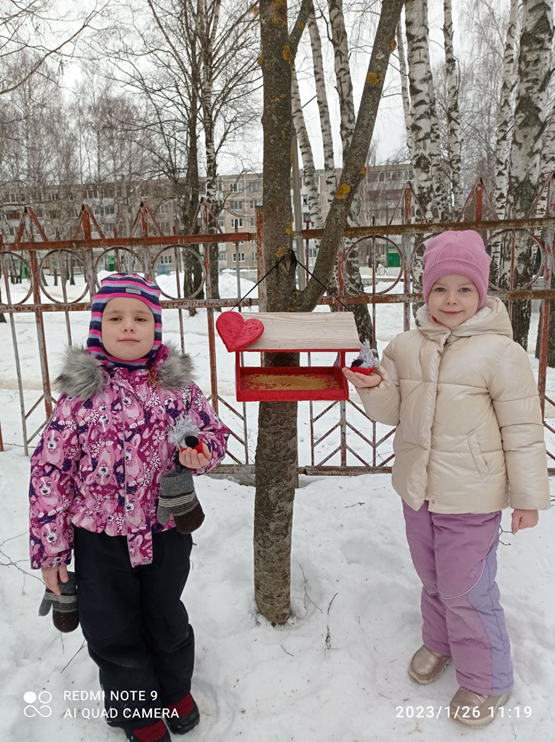 REDMI NOTE 9
AI QUAD CAMERA
2023/1/26 11:19